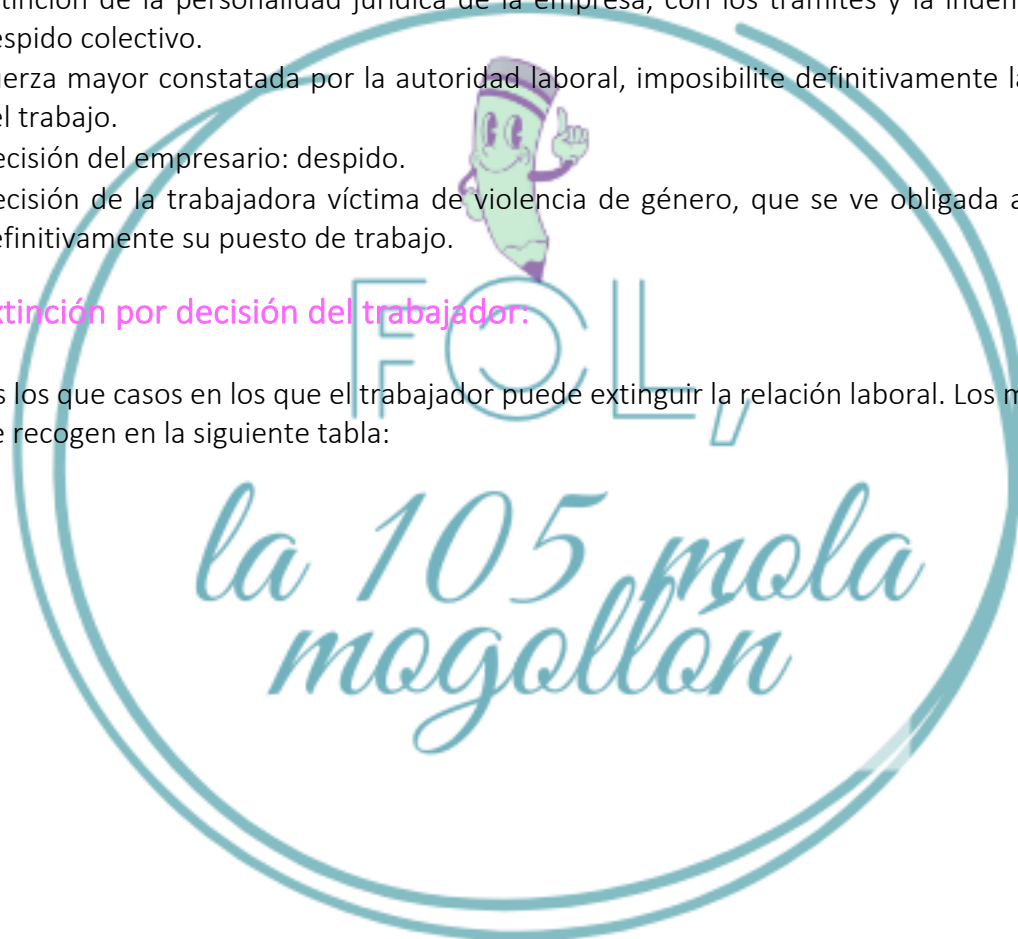 tinción de la personalidad jurídica de la empresa, con los trámites y la indem
espido colectivo.
uerza mayor constatada por la autoridad laboral, imposibilite definitivamente la
el trabajo.
ecisión del empresario: despido.
ecisión de la trabajadora víctima de violencia de género, que se ve obligada a
efinitivamente su puesto de trabajo.
xtinción por decisión del trabajador:
s los que casos en los que el trabajador puede extinguir la relación laboral. Los m
e recogen en la siguiente tabla:
FOL,
la 105 mola
mogollón